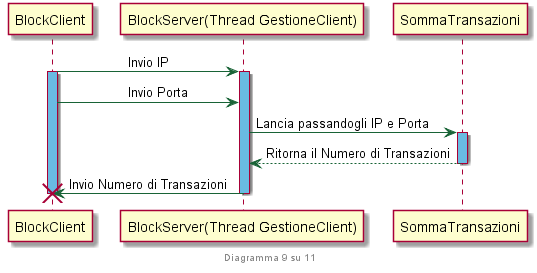 BlockClient
BlockServer(Thread GestioneClient)
SommaTransazioni
Invio IP
Invio Porta
Lancia passandogli IP e Porta
Ritorna il Numero di Transazioni
Invio Numero di Transazioni
BlockClient
BlockServer(Thread GestioneClient)
SommaTransazioni
Diagramma 9 su 11